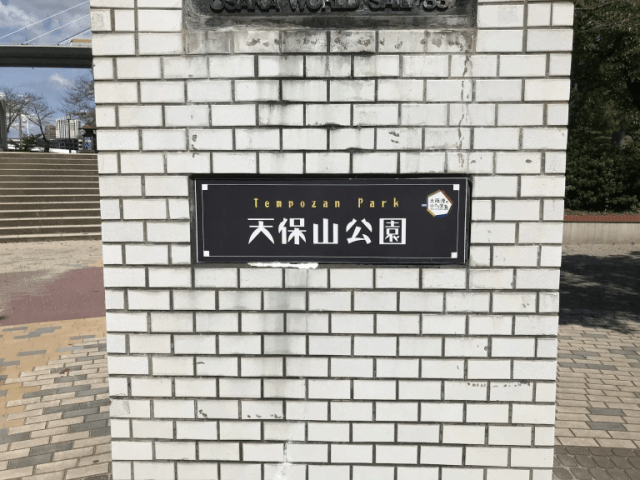 OSAKA WORLD SAIL '83
Tempozan Park
天保山公園